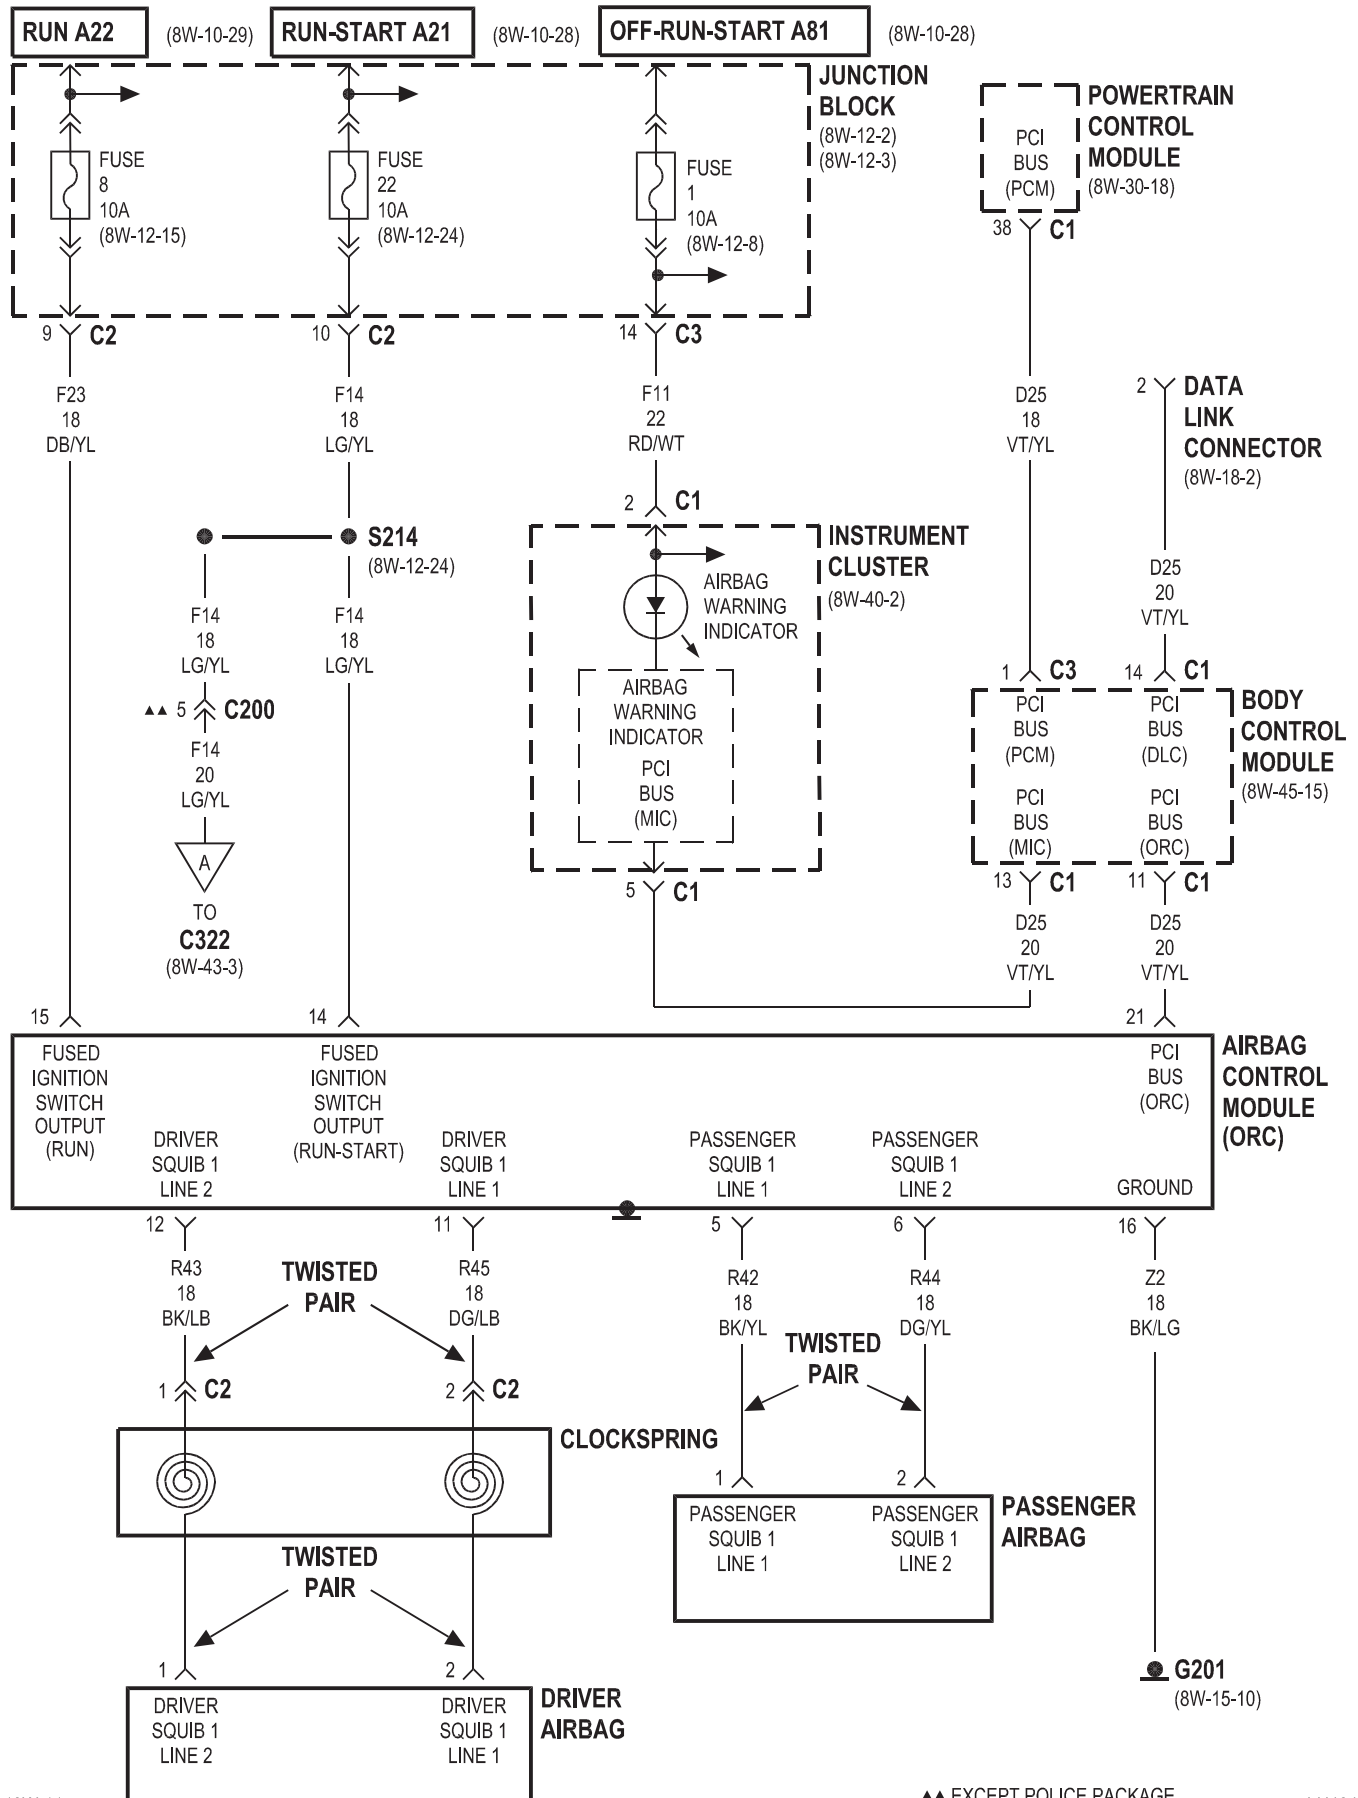 RUN A22 (8W-10-29) RUN-START A21 (8W-10-28) OFF-RUN-START A81 (8W-10-28)
JUNCTION
BLOCK
(8W-12-2)
(8W-12-3)
FUSE
8
10A
(8W-12-15)
FUSE
22
10A
(8W-12-24)
FUSE
1
10A
(8W-12-8)
PCI
BUS
(PCM)
POWERTRAIN
CONTROL
MODULE
(8W-30-18)
38 C1
9 C2
10 C2
14 C3
F23
18
DB/YL
F14
18
LG/YL
F11
22
RD/WT
D25
18
VT/YL
2 DATA
LINK
CONNECTOR
(8W-18-2)
S214
(8W-12-24)
2 C1
INSTRUMENT
CLUSTER
(8W-40-2)
AIRBAG
WARNING
INDICATOR
D25
20
VT/YL
F14
18
LG/YL
F14
18
LG/YL
▲▲ 5 C200
F14
20
LG/YL
A
TO
C322
(8W-43-3)
AIRBAG
WARNING
INDICATOR
PCI
BUS
(MIC)
5 C1
1 C3
14 C1
PCI
BUS
(PCM)
PCI
BUS
(DLC)
PCI
BUS
(MIC)
PCI
BUS
(ORC)
BODY
CONTROL
MODULE
(8W-45-15)
13 C1
11 C1
D25
20
VT/YL
D25
20
VT/YL
15
14
21
FUSED
IGNITION
SWITCH
OUTPUT
(RUN)
FUSED
IGNITION
SWITCH
OUTPUT
(RUN-START)
PCI
BUS
(ORC)
AIRBAG
CONTROL
MODULE
(ORC)
DRIVER
SQUIB 1
LINE 2
DRIVER
SQUIB 1
LINE 1
PASSENGER
SQUIB 1
LINE 1
PASSENGER
SQUIB 1
LINE 2
GROUND
12
11
5
6
16
R43
18
BK/LB
TWISTED
PAIR
R45
18
DG/LB
R42
18
BK/YL
R44
18
DG/YL
Z2
18
BK/LG
TWISTED
PAIR
1 C2
2 C2
CLOCKSPRING
1
2
PASSENGER
SQUIB 1
LINE 1
PASSENGER
SQUIB 1
LINE 2
PASSENGER
AIRBAG
TWISTED
PAIR
1
2
DRIVER
SQUIB 1
LINE 2
DRIVER
SQUIB 1
LINE 1
DRIVER
AIRBAG
G201
(8W-15-10)
▲▲ EXCEPT POLICE PACKAGE